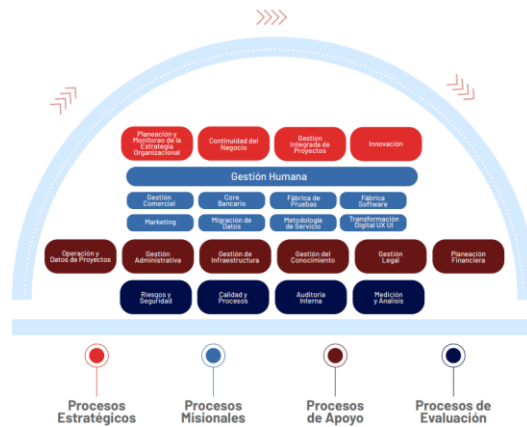 Planeación y
Monitoreo de la
Estrategia
Organizacional
Continuidad del
Negocio
Gestion
Integrada de
Proyectos
Innovación
Gestión Humana
Gestión
Comercial
Core
Bancario
Fábrica de
Pruebas
Fábrica
Software
Marketing
Migración de
Datos
Metodología
de Servicio
Transformación
Digital UX UI
Operación y
Datos de Proyectos
Gestión
Administrativa
Gestión de
Infraestructura
Gestión del
Conocimiento
Gestión
Legal
Planeación
Financiera
Riesgos y
Seguridad
Calidad y
Procesos
Auditoria
Interna
Medición
y Analisis
Procesos
Estratégicos
Procesos
Misionales
Procesos
de Apoyo
Procesos de
Evaluación